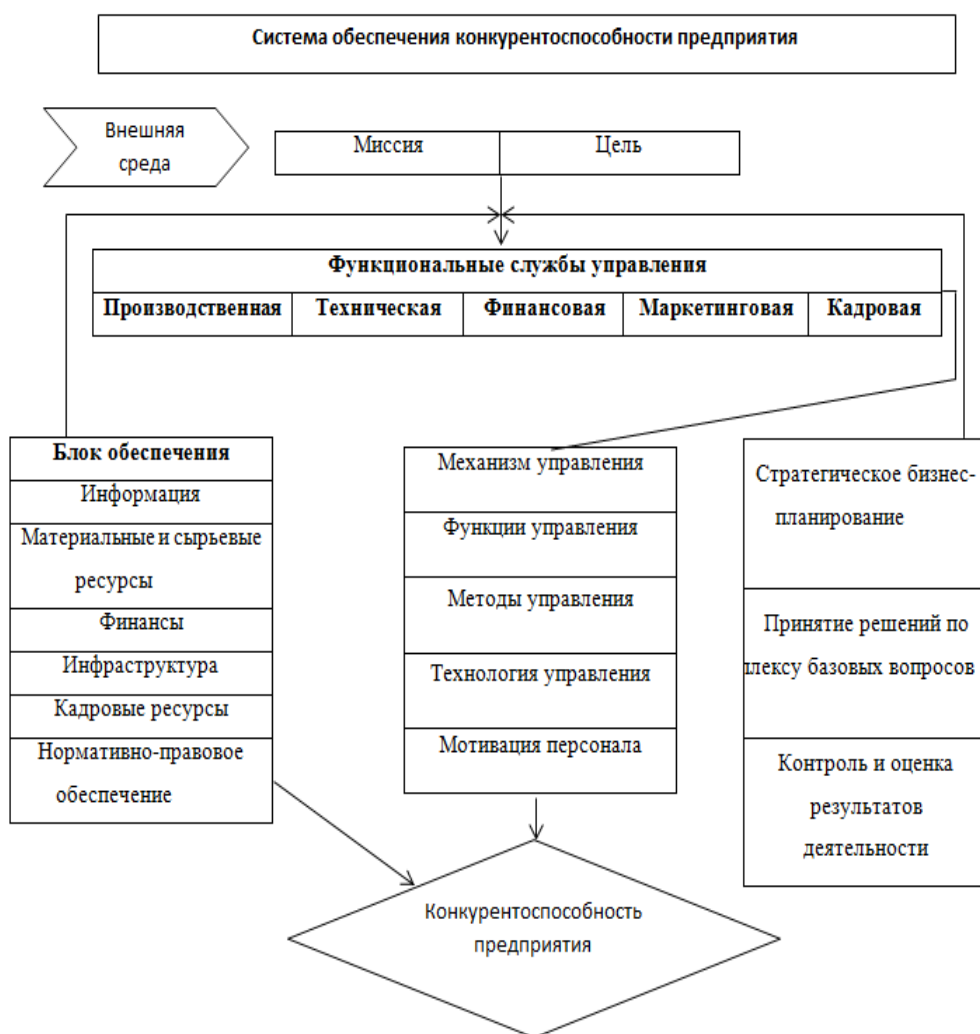 Система обеспечения конкурентоспособности предприятия
Внешняя
среда
Миссия
Цель
Функциональные службы управления
Производственная
Техническая
Финансовая
Маркетинговая
Кадровая
Блок обеспечения
Информация
Материальные и сырьевые
ресурсы
Финансы
Инфраструктура
Кадровые ресурсы
Нормативно-правовое
обеспечение
Механизм управления
Функции управления
Методы управления
Технология управления
Мотивация персонала
Стратегическое бизнес-
планирование
Принятие решений по
плексу базовых вопросов
Контроль и оценка
результатов
деятельности
Конкурентоспособность
предприятия